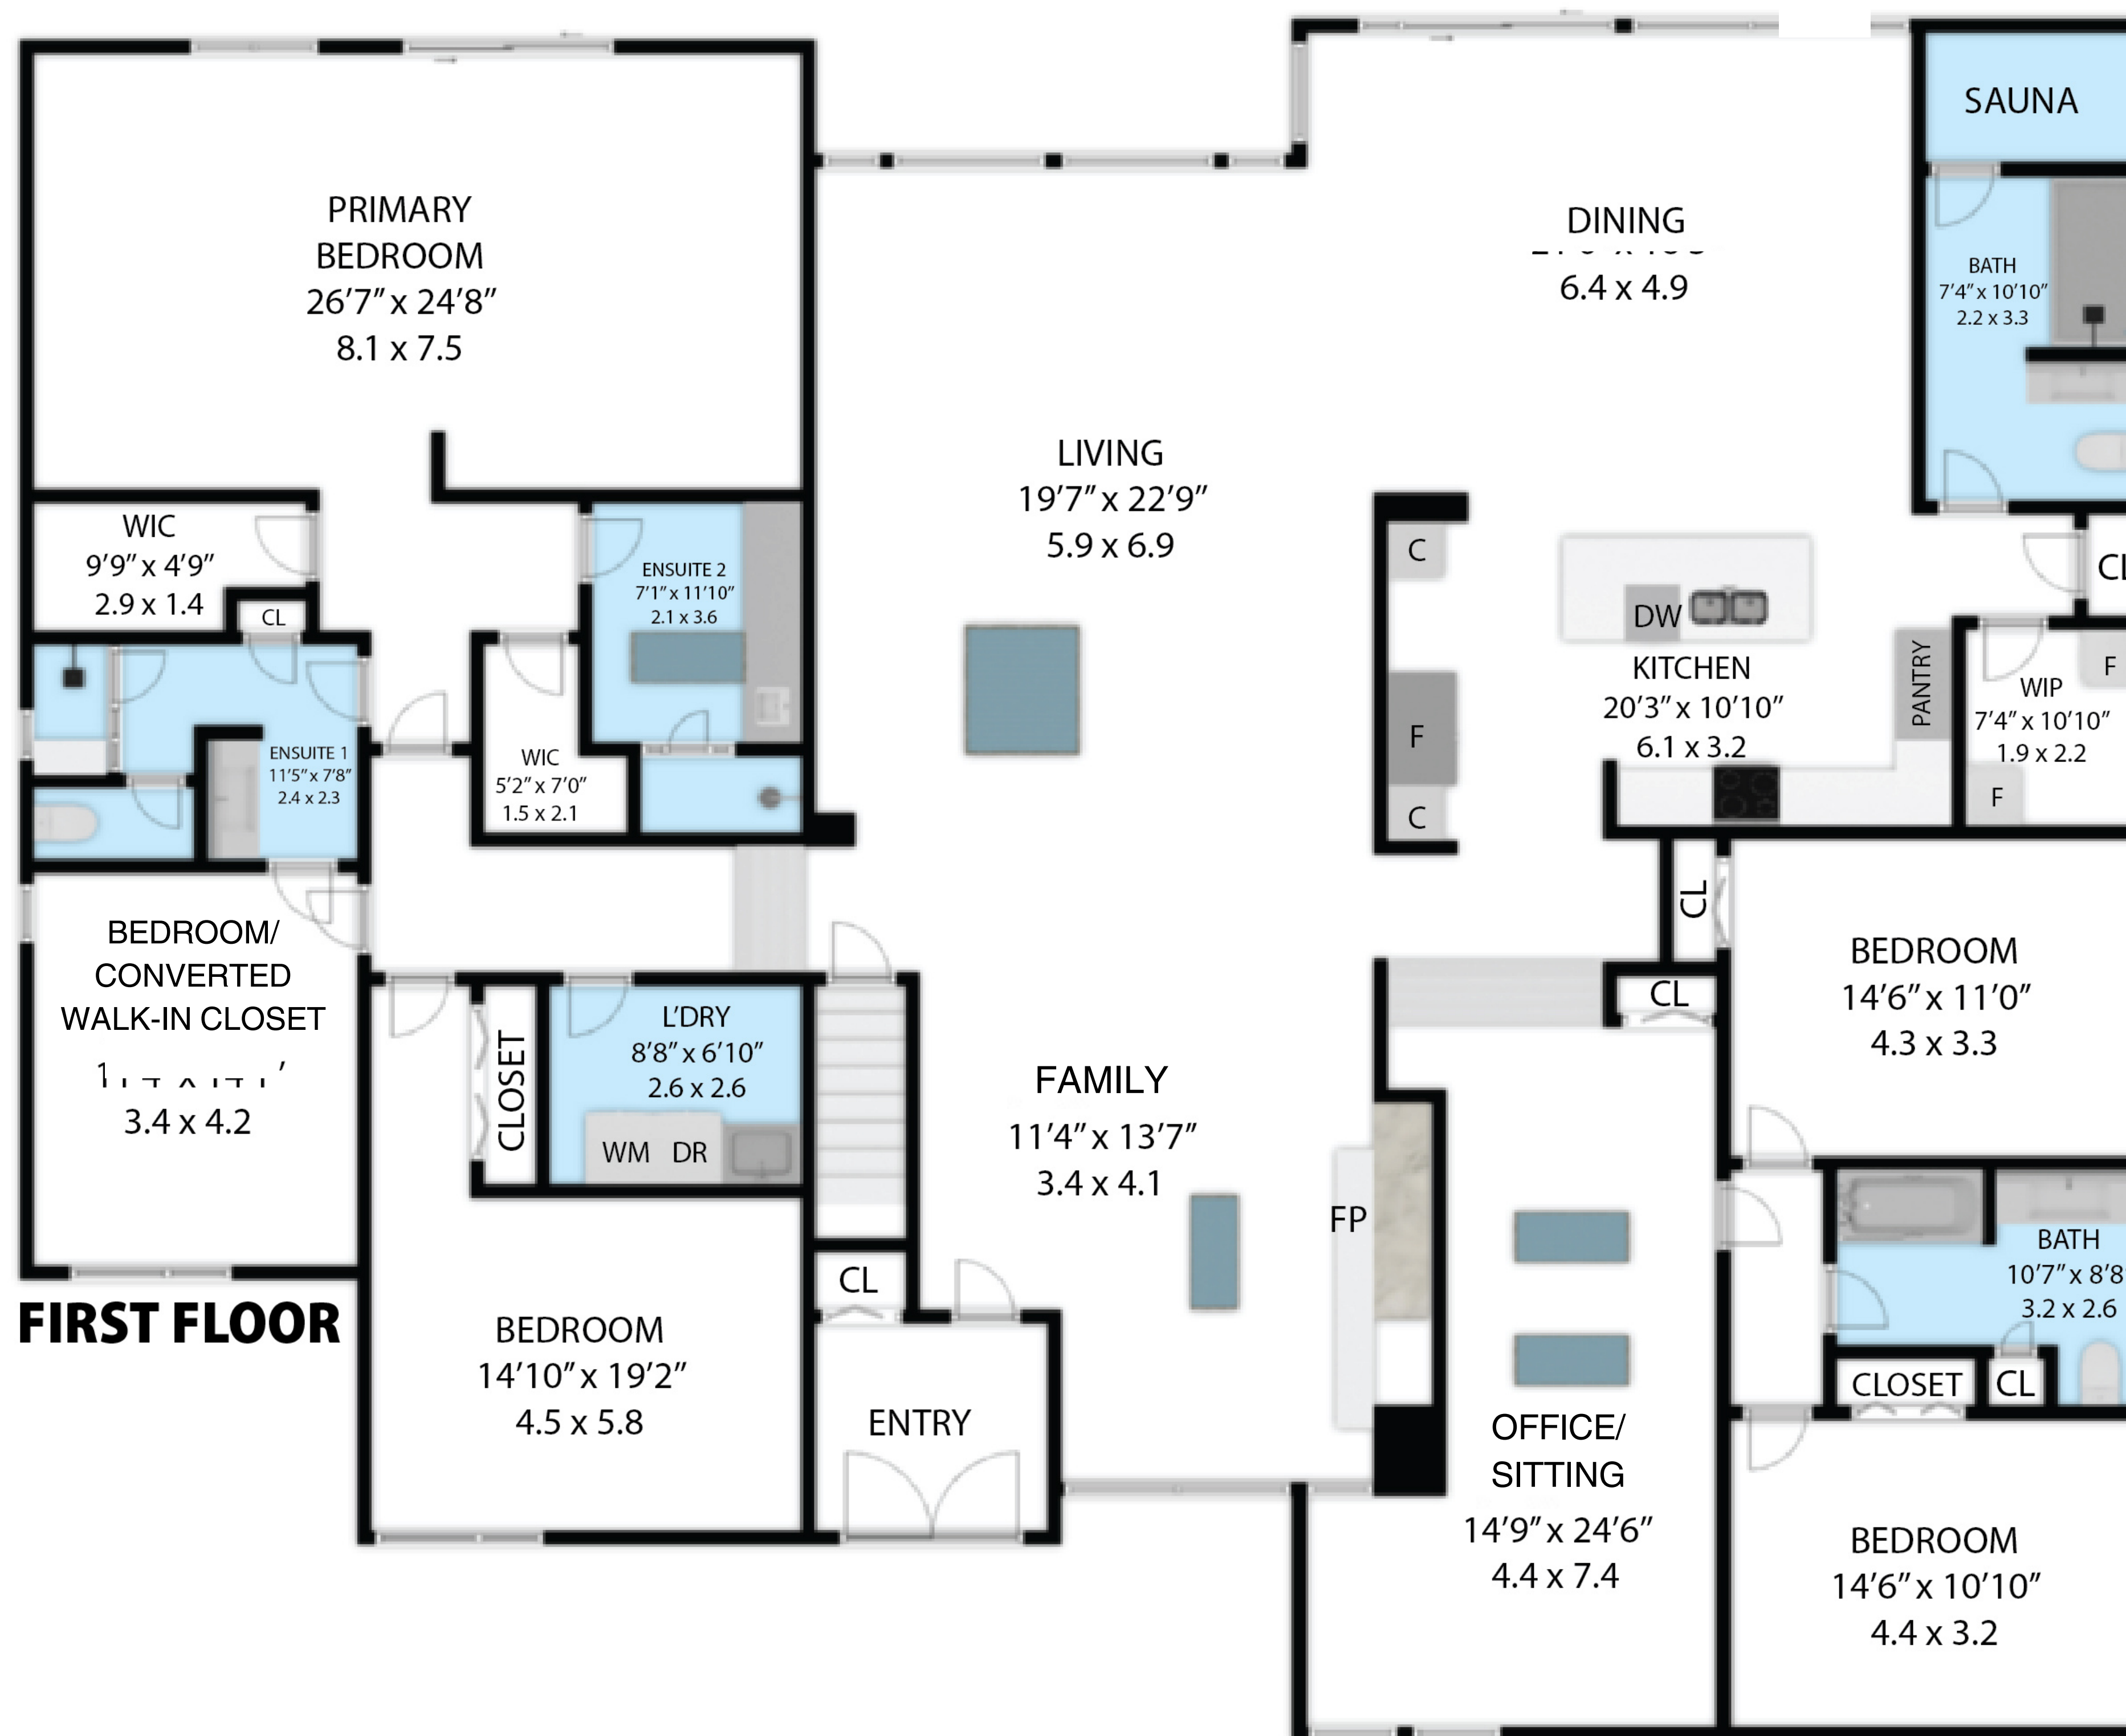 PRIMARY
BEDROOM
26’7” x 24’8”
8.1 x 7.5
WIC
9’9” x 4’9”
2.9 x 1.4
CL
ENSUITE 2
7’1” x 11’10”
2.1 x 3.6
ENSUITE 1
11’5” x 7’8”
2.4 x 2.3
WIC
5’2” x 7’0”
1.5 x 2.1
BEDROOM/
CONVERTED
WALK-IN CLOSET
3.4 x 4.2
FIRST FLOOR
CLOSET
L’DRY
8’8” x 6’10”
2.6 x 2.6
WM DR
BEDROOM
14’10” x 19’2”
4.5 x 5.8
CL
ENTRY
LIVING
19’7” x 22’9”
5.9 x 6.9
FAMILY
11’4” x 13’7”
3.4 x 4.1
FP
DINING
6.4 x 4.9
C
F
C
DW
KITCHEN
20’3” x 10’10”
6.1 x 3.2
PANTRY
SAUNA
BATH
7’4” x 10’10”
2.2 x 3.3
CL
WIP
7’4” x 10’10”
1.9 x 2.2
F
F
CL
CL
BEDROOM
14’6” x 11’0”
4.3 x 3.3
BATH
10’7” x 8’8
3.2 x 2.6
CLOSET
CL
OFFICE/
SITTING
14’9” x 24’6”
4.4 x 7.4
BEDROOM
14’6” x 10’10”
4.4 x 3.2